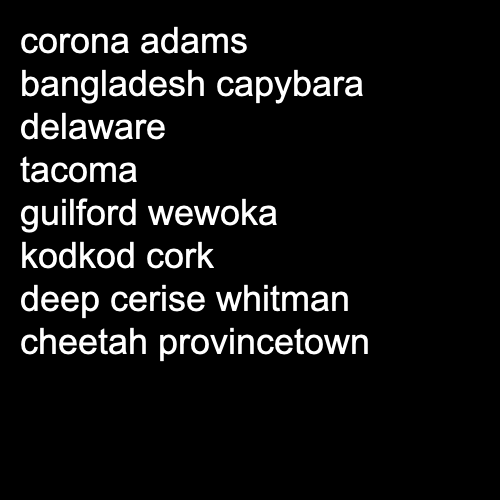 corona adams
bangladesh capybara
delaware
tacoma
guilford wewoka
kodkod cork
deep cerise whitman
cheetah provincetown